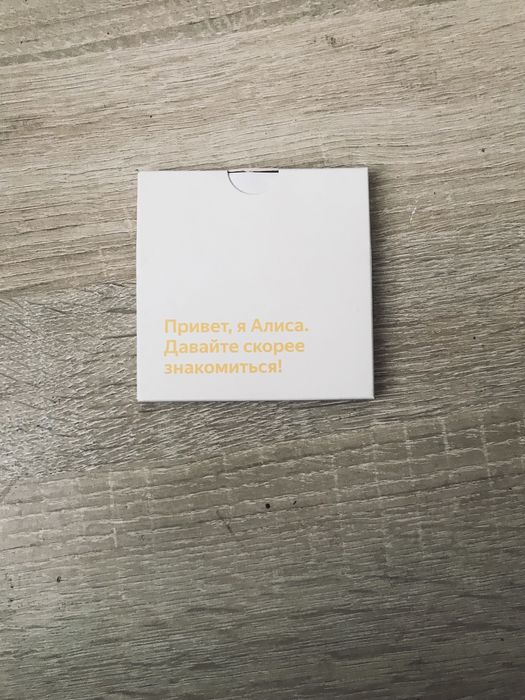 Привет, я Алиса.
Давайте скорее
знакомиться!